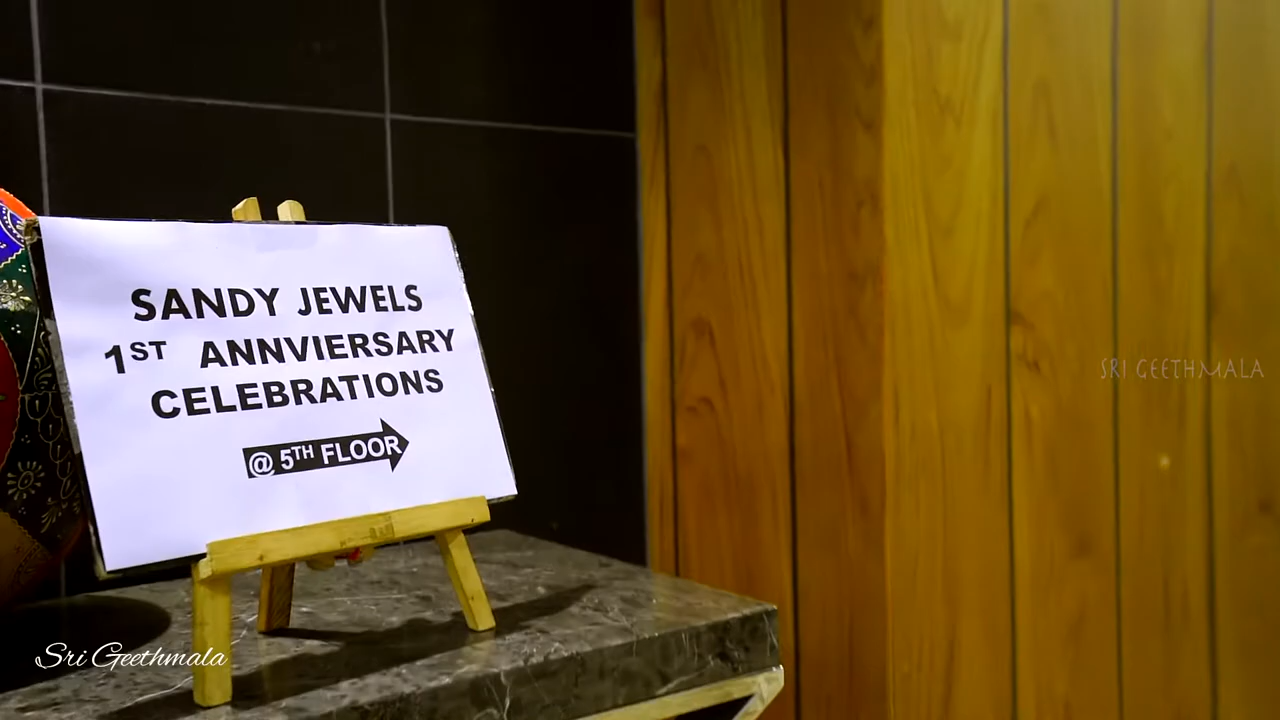 SANDY JEWELS
1ST ANNVIERSARY
CELEBRATIONS
@ 5TH FLOOR
SRI GEETHMALA
Sri Geethmala